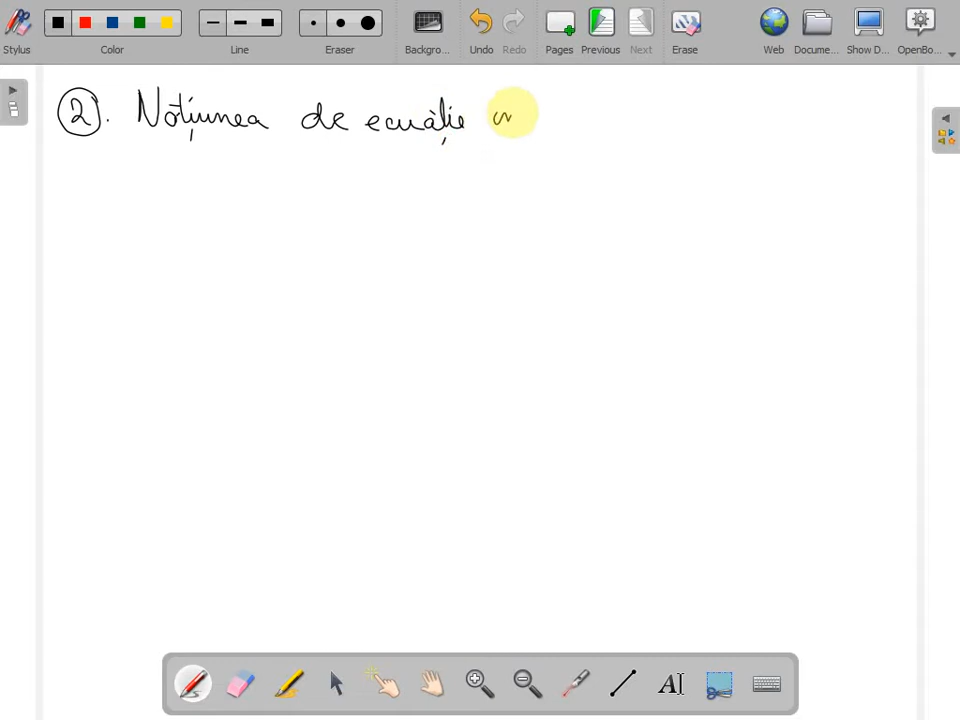 Stylus Color Line Eraser Backgro... Undo Redo Pages Previous Next Erase Web Docume... Show D... OpenBo...
②. Noțiunea de ecuație